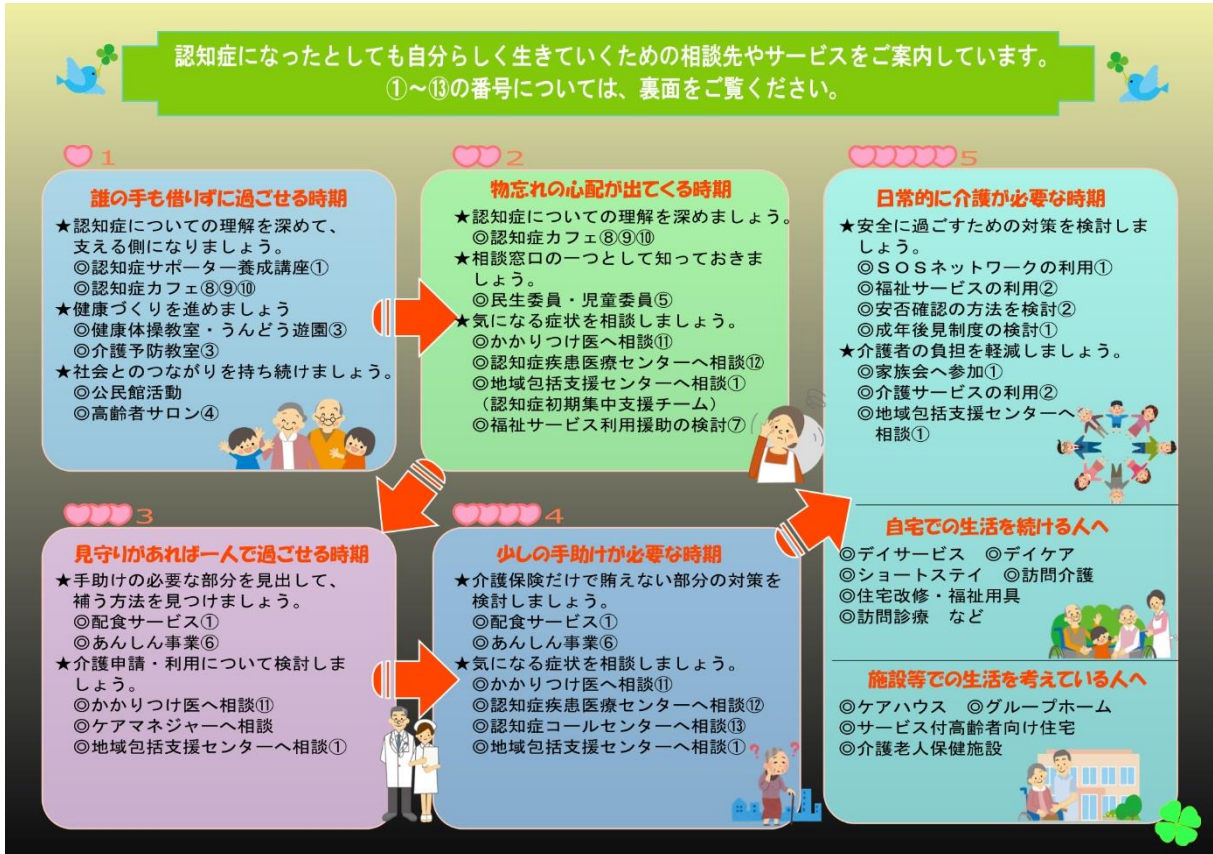 認知症になったとしても自分らしく生きていくための相談先やサービスをご案内しています。
①～⑬の番号については、裏面をご覧ください。
1
誰の手も借りずに過ごせる時期
★認知症についての理解を深めて、
支える側になりましょう。
◎認知症サポーター養成講座①
◎認知症カフェ⑧⑨⑩
★健康づくりを進めましょう
◎健康体操教室・うんどう遊園③
◎介護予防教室③
★社会とのつながりを持ち続けましょう。
◎公民館活動
◎高齢者サロン④
2
物忘れの心配が出てくる時期
★認知症についての理解を深めましょう。
◎認知症カフェ⑧⑨⑩
★相談窓口の一つとして知っておきま
しょう。
◎民生委員・児童委員⑤
★気になる症状を相談しましょう。
◎かかりつけ医へ相談⑪
◎認知症疾患医療センターへ相談⑫
◎地域包括支援センターへ相談①
（認知症初期集中支援チーム）
◎福祉サービス利用援助の検討⑦
3
見守りがあれば一人で過ごせる時期
★手助けの必要な部分を見出して、
補う方法を見つけましょう。
◎配食サービス①
◎あんしん事業⑥
★介護申請・利用について検討しま
しょう。
◎かかりつけ医へ相談⑪
◎ケアマネジャーへ相談
◎地域包括支援センターへ相談①
4
少しの手助けが必要な時期
★介護保険だけで賄えない部分の対策を
検討しましょう。
◎配食サービス①
◎あんしん事業⑥
★気になる症状を相談しましょう。
◎かかりつけ医へ相談⑪
◎認知症疾患医療センターへ相談⑫
◎認知症コールセンターへ相談⑬
◎地域包括支援センターへ相談①
5
日常的に介護が必要な時期
★安全に過ごすための対策を検討しま
しょう。
◎ＳＯＳネットワークの利用①
◎福祉サービスの利用②
◎安否確認の方法を検討②
◎成年後見制度の検討①
★介護者の負担を軽減しましょう。
◎家族会へ参加①
◎介護サービスの利用②
◎地域包括支援センターへ
相談①
自宅での生活を続ける人へ
◎デイサービス ◎デイケア
◎ショートステイ ◎訪問介護
◎住宅改修・福祉用具
◎訪問診療 など
施設等での生活を考えている人へ
◎ケアハウス ◎グループホーム
◎サービス付高齢者向け住宅
◎介護老人保健施設